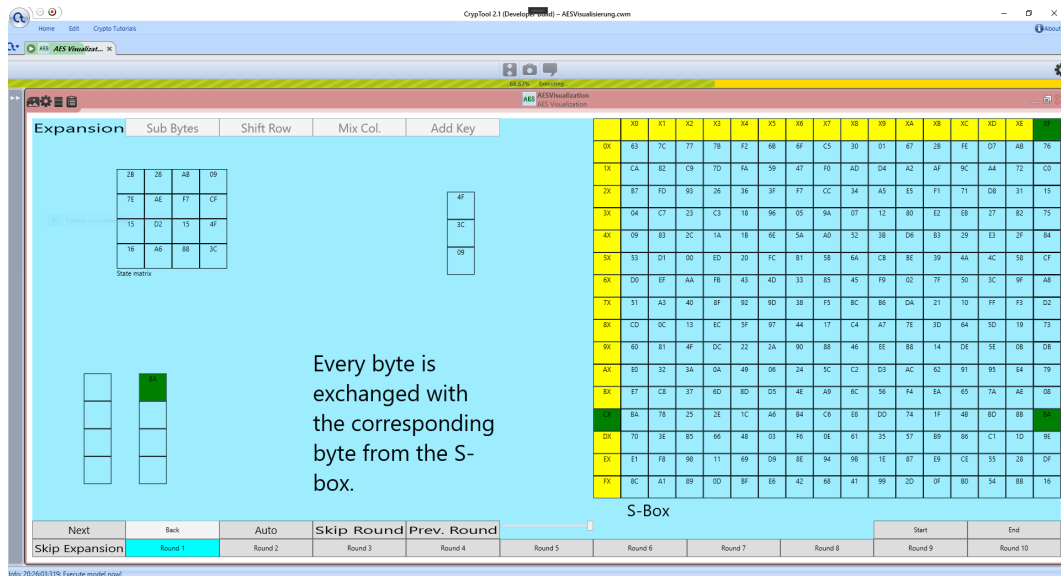 CrypTool 2.1 (Developer Build) – AESVisualisierung.cwm
Home Edit Crypto Tutorials
About
AES AES Visualizat... ×
66.67% Executing
AES AESVisualization
AES Visualization
Expansion Sub Bytes Shift Row Mix Col. Add Key
2B 28 AB 09
7E AE F7 CF
15 D2 15 4F
16 A6 88 3C
State matrix
4F
3C
09
8A
Every byte is
exchanged with
the corresponding
byte from the S-
box.
X0 X1 X2 X3 X4 X5 X6 X7 X8 X9 XA XB XC XD XE XF
0X 63 7C 77 7B F2 6B 6F C5 30 01 67 2B FE D7 AB 76
1X CA 82 C9 7D FA 59 47 F0 AD D4 A2 AF 9C A4 72 C0
2X B7 FD 93 26 36 3F F7 CC 34 A5 E5 F1 71 D8 31 15
3X 04 C7 23 C3 18 96 05 9A 07 12 80 E2 EB 27 B2 75
4X 09 83 2C 1A 1B 6E 5A A0 52 3B D6 B3 29 E3 2F 84
5X 53 D1 00 ED 20 FC B1 5B 6A CB BE 39 4A 4C 58 CF
6X D0 EF AA FB 43 4D 33 85 45 F9 02 7F 50 3C 9F A8
7X 51 A3 40 8F 92 9D 38 F5 BC B6 DA 21 10 FF F3 D2
8X CD 0C 13 EC 5F 97 44 17 C4 A7 7E 3D 64 5D 19 73
9X 60 81 4F DC 22 2A 90 88 46 EE B8 14 DE 5E 0B DB
AX E0 32 3A 0A 49 06 24 5C C2 D3 AC 62 91 95 E4 79
BX E7 C8 37 6D 8D D5 4E A9 6C 56 F4 EA 65 7A AE 08
CX BA 78 25 2E 1C A6 B4 C6 E8 DD 74 1F 4B BD 8B 8A
DX 70 3E B5 66 48 03 F6 0E 61 35 57 B9 86 C1 1D 9E
EX E1 F8 98 11 69 D9 8E 94 9B 1E 87 E9 CE 55 28 DF
FX 8C A1 89 0D BF E6 42 68 41 99 2D 0F B0 54 BB 16
S-Box
Next Back Auto Skip Round Prev. Round Start End
Skip Expansion Round 1 Round 2 Round 3 Round 4 Round 5 Round 6 Round 7 Round 8 Round 9 Round 10
Info: 20:26:03:319: Execute model now!